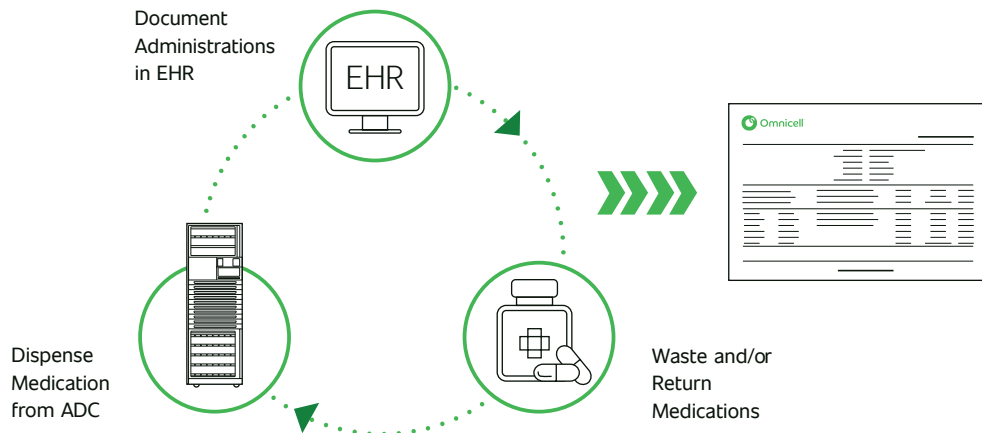 Document
Administrations
in EHR
EHR
Omnicell
Dispense
Medication
from ADC
Waste and/or
Return
Medications